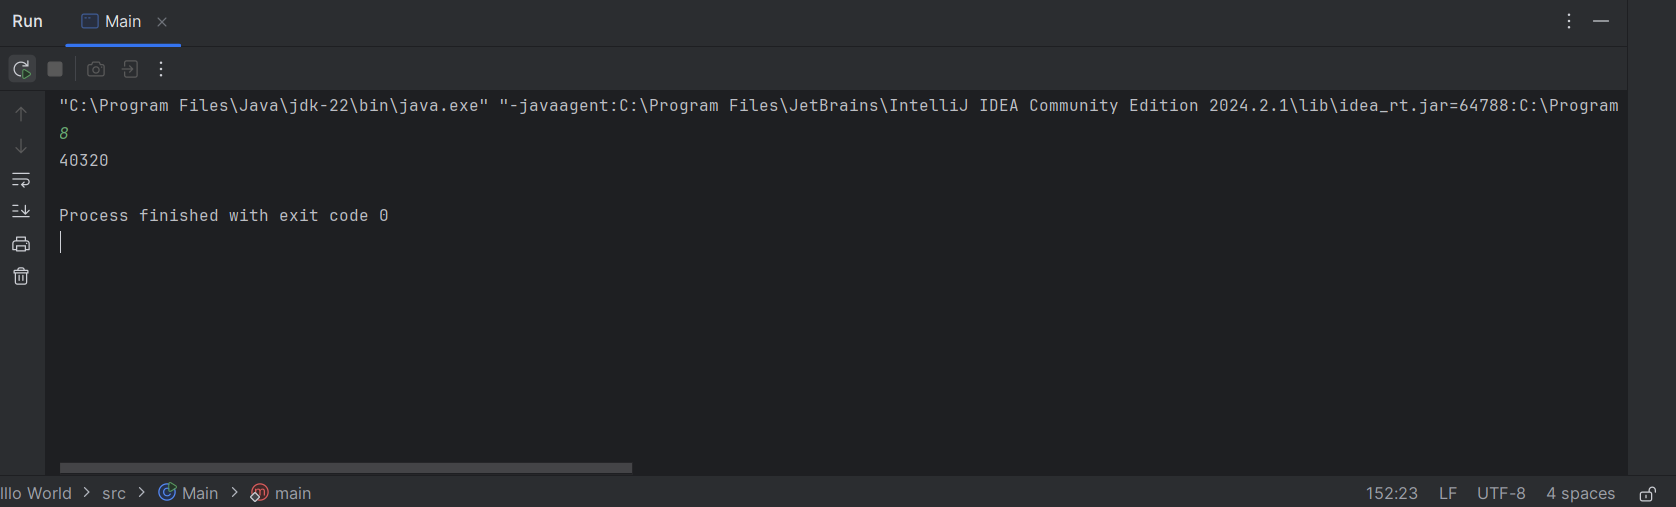 Run Main
"C:\Program Files\Java\jdk-22\bin\java.exe" "-javaagent:C:\Program Files\JetBrains\IntelliJ IDEA Community Edition 2024.2.1\lib\idea_rt.jar=64788:C:\Program
8
40320
Process finished with exit code 0
lllo World > src > Main > main 152:23 LF UTF-8 4 spaces